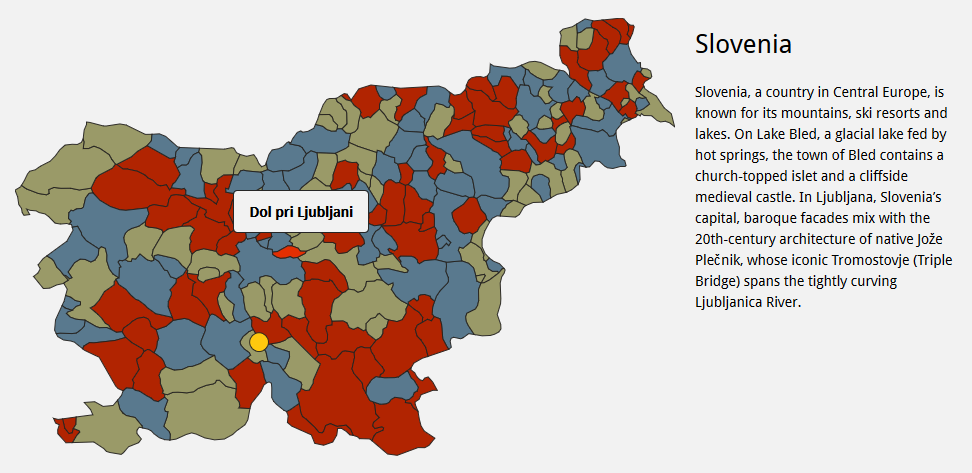 Slovenia
Slovenia, a country in Central Europe, is
known for its mountains, ski resorts and
lakes. On Lake Bled, a glacial lake fed by
hot springs, the town of Bled contains a
church-topped islet and a cliffside
medieval castle. In Ljubljana, Slovenia’s
capital, baroque facades mix with the
20th-century architecture of native Jože
Plečnik, whose iconic Tromostovje (Triple
Bridge) spans the tightly curving
Ljubljanica River.
Dol pri Ljubljani